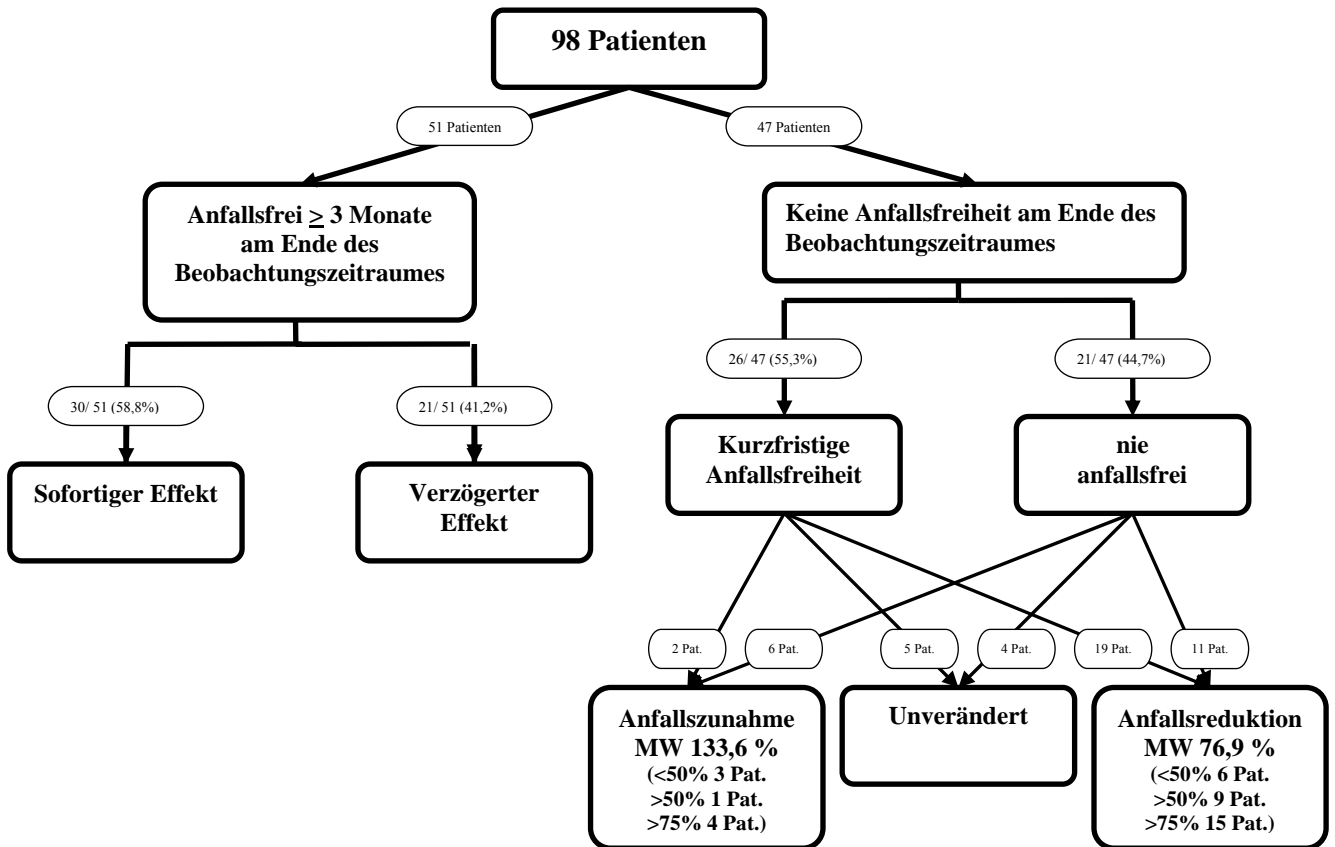 98 Patienten
51 Patienten
47 Patienten
Anfallsfrei ≥ 3 Monate
am Ende des
Beobachtungszeitraumes
Keine Anfallsfreiheit am Ende des
Beobachtungszeitraumes
30/ 51 (58,8%)
21/ 51 (41,2%)
26/ 47 (55,3%)
21/ 47 (44,7%)
Sofortiger Effekt
Verzögerter
Effekt
Kurzfristige
Anfallsfreiheit
nie
anfallsfrei
2 Pat.
6 Pat.
5 Pat.
4 Pat.
19 Pat.
11 Pat.
Anfallszunahme
MW 133,6 %
(<50% 3 Pat.
>50% 1 Pat.
>75% 4 Pat.)
Unverändert
Anfallsreduktion
MW 76,9 %
(<50% 6 Pat.
>50% 9 Pat.
>75% 15 Pat.)